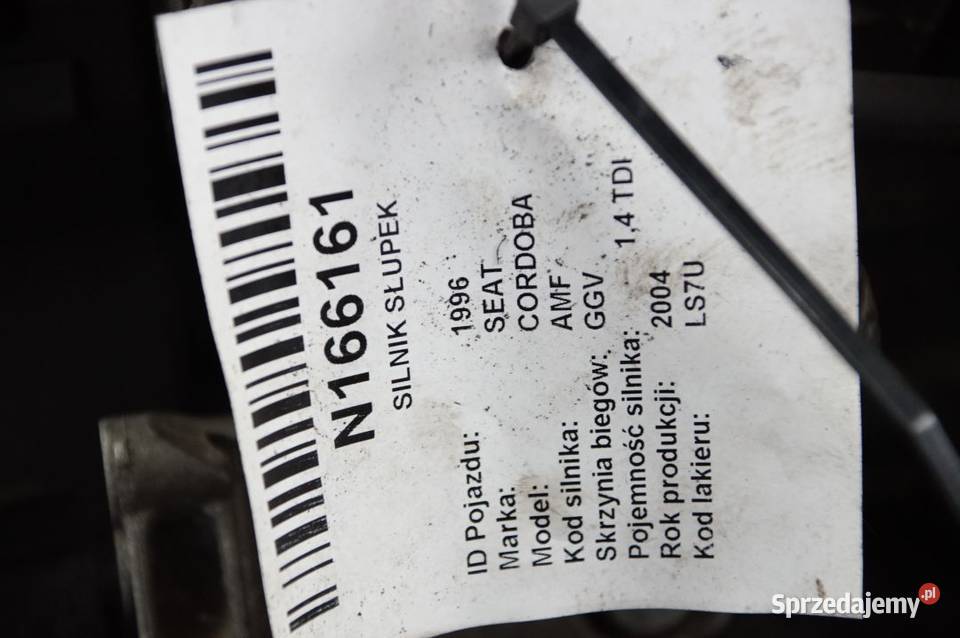 N166161
SILNIK SŁUPEK
ID Pojazdu: 1996
Marka: SEAT
Model: CORDOBA
Kod silnika: AMF
Skrzynia biegów: GGV
Pojemność silnika: 1,4 TDI
Rok produkcji: 2004
Kod lakieru: LS7U
Sprzedajemy.pl